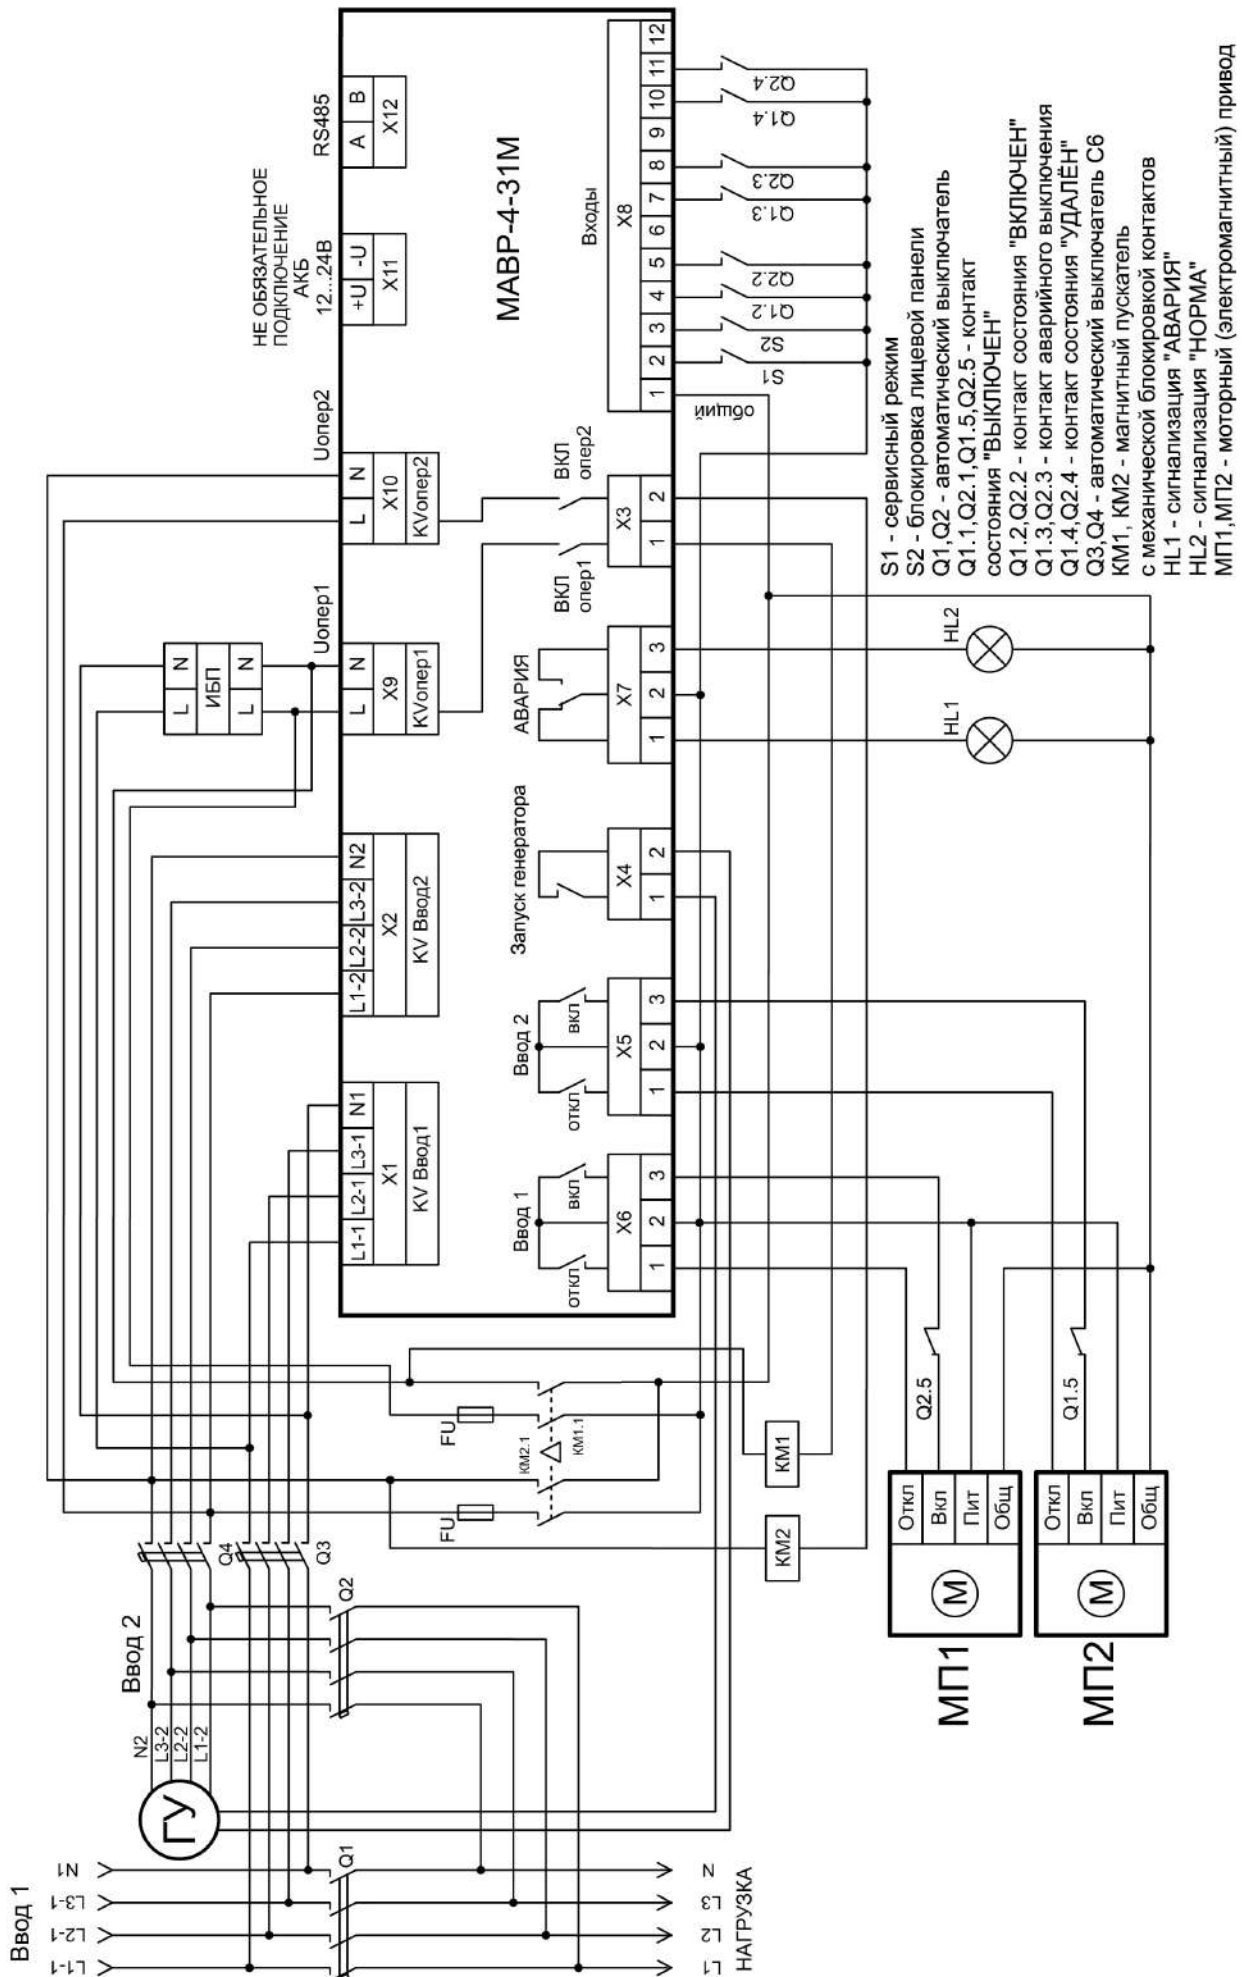 НЕ ОБЯЗАТЕЛЬНОЕ
ПОДКЛЮЧЕНИЕ
АКБ
12...24В
RS485
+U
-U
X11
A
B
X12
МАВР-4-31М
Uопер1
Uопер2
L
N
ИБП
L
N
L
N
X9
KVопер1
L
N
X10
KVопер2
L1-1
L2-1
L3-1
N1
X1
KV Ввод1
L1-2
L2-2
L3-2
N2
X2
KV Ввод2
Ввод 1
откл
вкл
X6
1
2
3
Ввод 2
откл
вкл
X5
1
2
3
Запуск генератора
X4
1
2
АВАРИЯ
X7
1
2
3
ВКЛ
опер1
ВКЛ
опер2
X3
1
2
Входы
X8
1
2
3
4
5
6
7
8
9
10
11
12
общий
S1
S2
Q1.2
Q2.2
Q1.3
Q2.3
Q1.4
Q2.4
Ввод 1
L1-1
L2-1
L3-1
N1
Q1
L1
L2
L3
N
НАГРУЗКА
ГУ
Ввод 2
N2
L3-2
L2-2
L1-2
Q2
Q4
Q3
FU
FU
KM2.1
KM1.1
KM1
KM2
HL1
HL2
Q2.5
Q1.5
Откл
Вкл
Пит
Общ
М
МП1
Откл
Вкл
Пит
Общ
М
МП2
S1 - сервисный режим
S2 - блокировка лицевой панели
Q1,Q2 - автоматический выключатель
Q1.1,Q2.1,Q1.5,Q2.5 - контакт
состояния "ВЫКЛЮЧЕН"
Q1.2,Q2.2 - контакт состояния "ВКЛЮЧЕН"
Q1.3,Q2.3 - контакт аварийного выключения
Q1.4,Q2.4 - контакт состояния "УДАЛЁН"
Q3,Q4 - автоматический выключатель С6
КМ1, КМ2 - магнитный пускатель
с механической блокировкой контактов
HL1 - сигнализация "АВАРИЯ"
HL2 - сигнализация "НОРМА"
МП1,МП2 - моторный (электромагнитный) привод